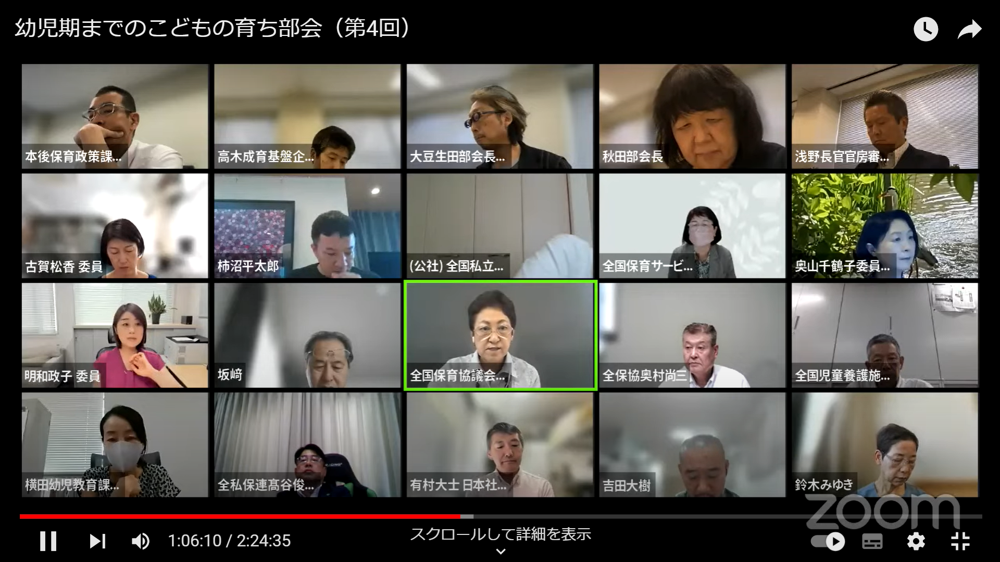 幼児期までのこどもの育ち部会（第4回）
本後保育政策課...
高木成育基盤企...
大豆生田部会長...
秋田部会長
浅野長官官房審...
古賀松香 委員
柿沼平太郎
(公社) 全国私立...
全国保育サービ...
奥山千鶴子委員...
明和政子 委員
坂﨑
全国保育協議会...
全保協奥村尚三
全国児童養護施...
横田幼児教育課...
全私保連髙谷俊...
有村大士 日本社...
吉田大樹
鈴木みゆき
zoom
1:06:10 / 2:24:35
スクロールして詳細を表示